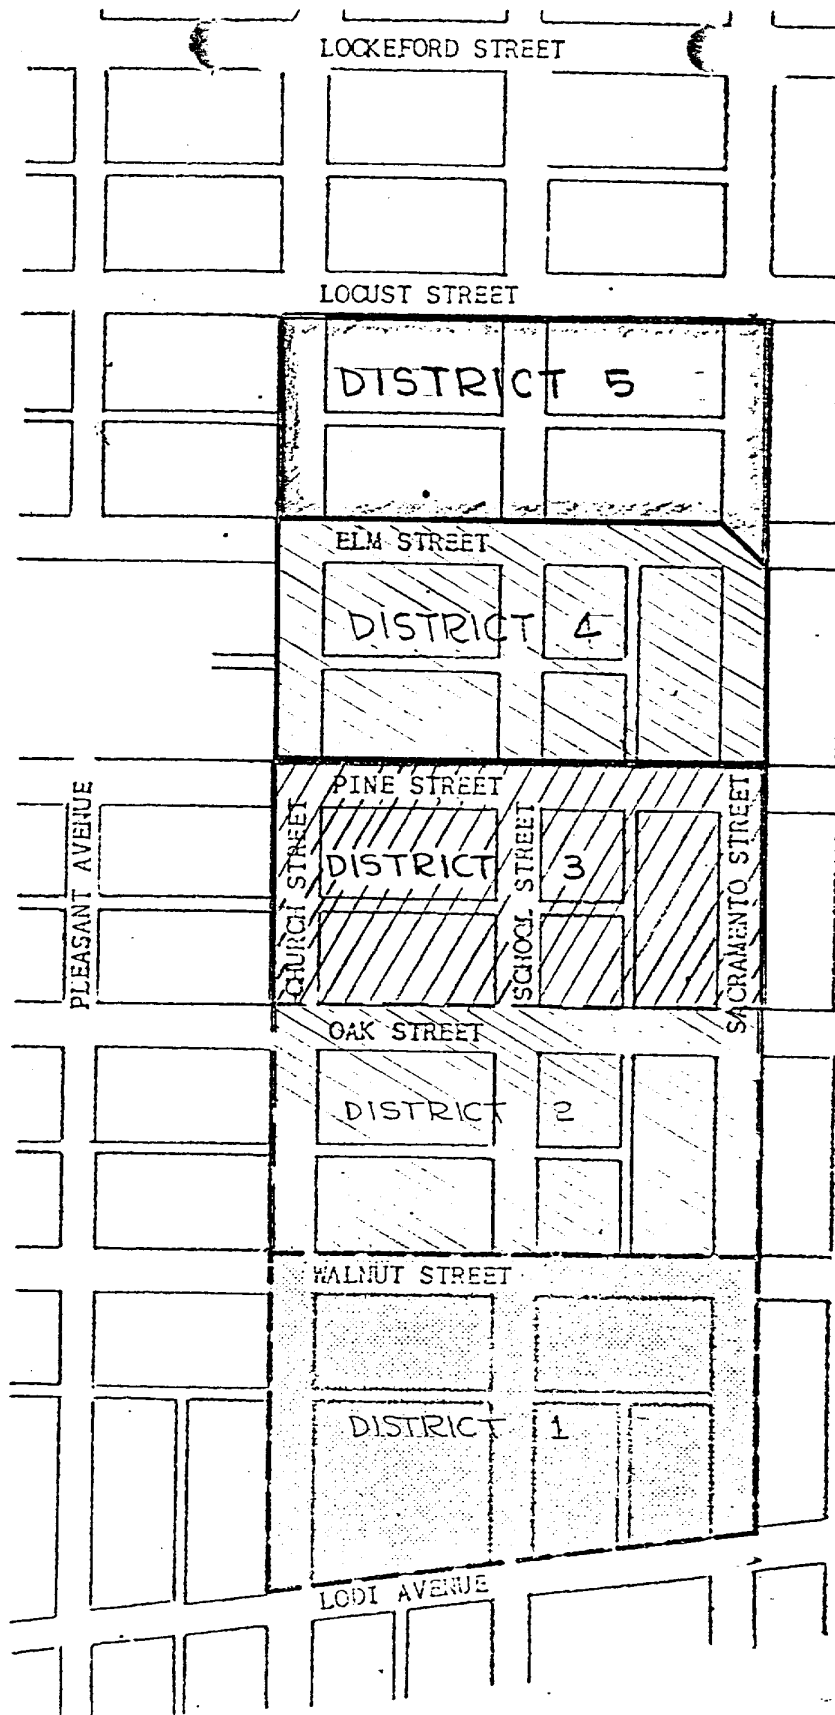 LOCKEFORD STREET
LOCUST STREET
DISTRICT 5
ELM STREET
DISTRICT 4
PINE STREET
PLEASANT AVENUE
CHURCH STREET
SCHOOL STREET
SACRAMENTO STREET
DISTRICT 3
OAK STREET
DISTRICT 2
WALNUT STREET
DISTRICT 1
LODI AVENUE